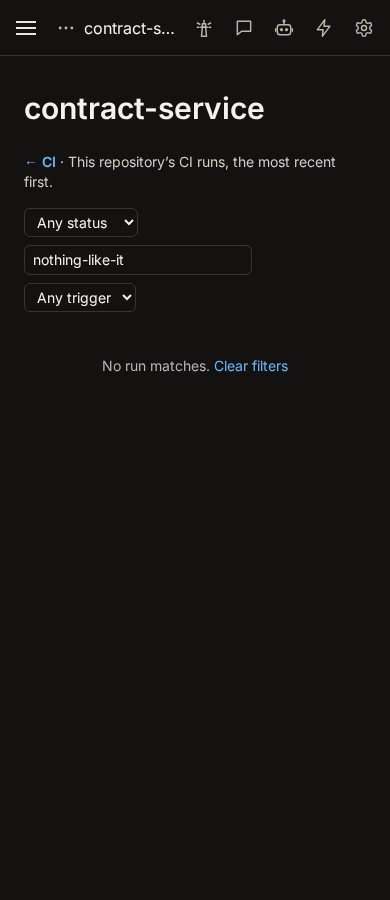 contract-s...
contract-service
← CI · This repository's CI runs, the most recent
first.
Any status
nothing-like-it
Any trigger
No run matches. Clear filters